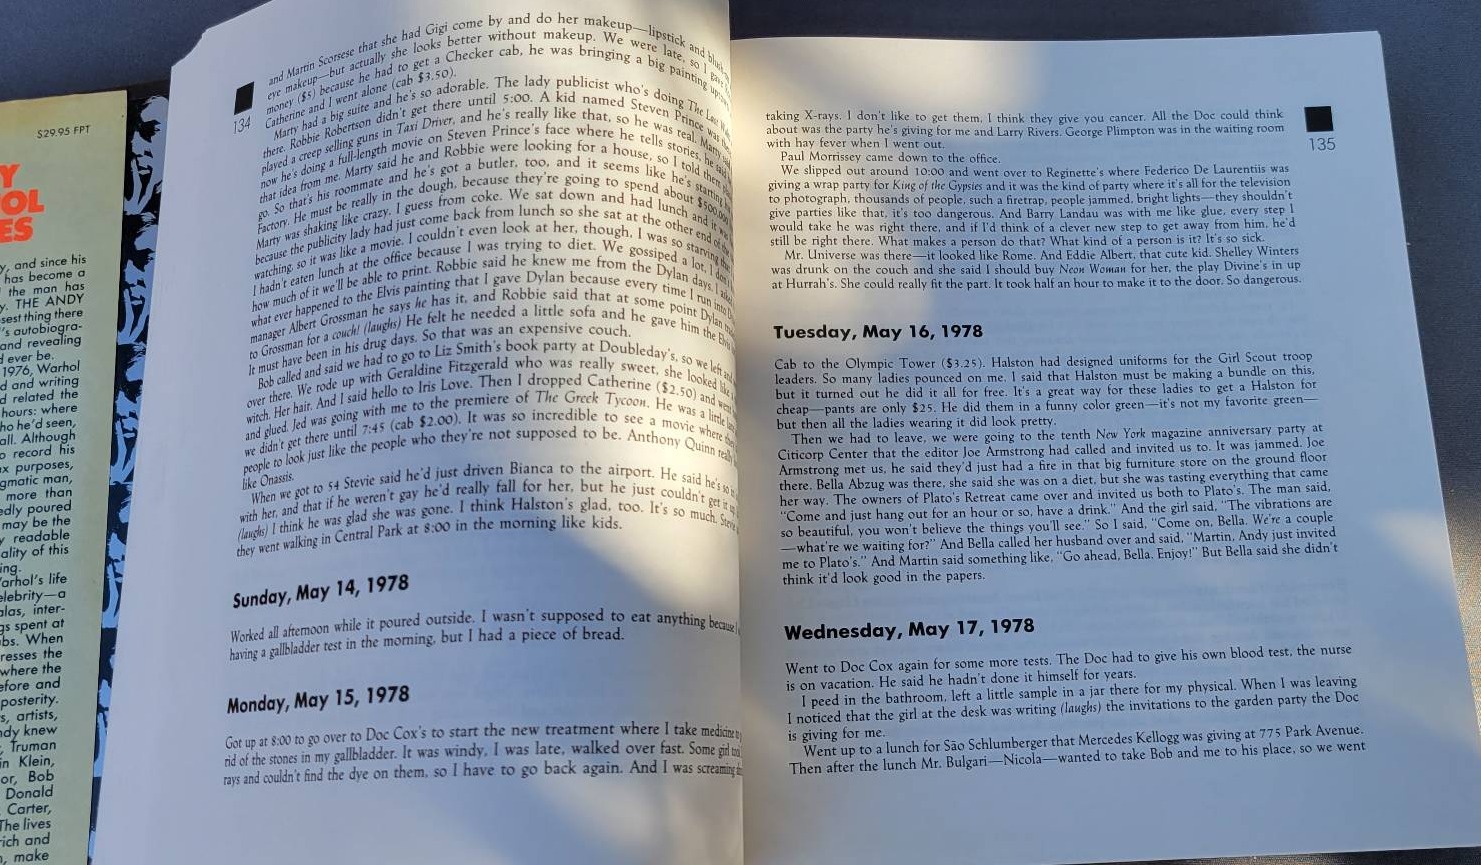 $29.95 FPT
Y
OL
ES
y, and since his
has become a
the man has
y. THE ANDY
sest thing there
's autobiogra-
and revealing
d ever be.
1976, Warhol
d and writing
d related the
hours: where
ho he'd seen,
all. Although
o record his
x purposes,
gmatic man,
more than
edly poured
may be the
y readable
ality of this
ing.
arhol's life
elebrity—a
alas, inter-
gs spent at
bs. When
resses the
where the
efore and
posterity.
s, artists,
ndy knew
, Truman
in Klein,
or, Bob
Donald
Carter,
The lives
rich and
, make
134
and Martin Scorsese that she had Gigi come by and do her makeup—lipstick and
eye makeup—but actually she looks better without makeup. We were late, so I gave
money ($5) because he had to get a Checker cab, he was bringing a big painting
Catherine and I went alone (cab $3.50).
Marty had a big suite and he's so adorable. The lady publicist who's doing The
there. Robbie Robertson didn't get there until 5:00. A kid named Steven Prince was
played a creep selling guns in Taxi Driver, and he's really like that, so he was real. Marty
now he's doing a full-length movie on Steven Prince's face where he tells stories, he
that idea from me. Marty said he and Robbie were looking for a house, so I told them
go. So that's his roommate and he's got a butler, too, and it seems like he's starting
Factory. He must be really in the dough, because they're going to spend about
Marty was shaking like crazy. I guess from coke. We sat down and had lunch and it was
because the publicity lady had just come back from lunch so she sat at the other end of
watching, so it was like a movie. I couldn't even look at her, though, I was so starving
I hadn't eaten lunch at the office because I was trying to diet. We gossiped a lot, I
how much of it we'll be able to print. Robbie said he knew me from the Dylan days. I asked
what ever happened to the Elvis painting that I gave Dylan because every time I run into
manager Albert Grossman he says he has it, and Robbie said that at some point Dylan
to Grossman for a couch! (laughs) He felt he needed a little sofa and he gave him the Elvis
It must have been in his drug days. So that was an expensive couch.
Bob called and said we had to go to Liz Smith's book party at Doubleday's, so we left and
over there. We rode up with Geraldine Fitzgerald who was really sweet, she looked like
witch. Her hair. And I said hello to Iris Love. Then I dropped Catherine ($2.50) and went
and glued. Jed was going with me to the premiere of The Greek Tycoon. He was a little
we didn't get there until 7:45 (cab $2.00). It was so incredible to see a movie where they
people to look just like the people who they're not supposed to be. Anthony Quinn really
like Onassis.
When we got to 54 Stevie said he'd just driven Bianca to the airport. He said he's so
with her, and that if he weren't gay he'd really fall for her, but he just couldn't get it up
(laughs) I think he was glad she was gone. I think Halston's glad, too. It's so much.
they went walking in Central Park at 8:00 in the morning like kids.
Sunday, May 14, 1978
Worked all afternoon while it poured outside. I wasn't supposed to eat anything because
having a gallbladder test in the morning, but I had a piece of bread.
Monday, May 15, 1978
Got up at 8:00 to go over to Doc Cox's to start the new treatment where I take medicine
rid of the stones in my gallbladder. It was windy, I was late, walked over fast. Some girl
rays and couldn't find the dye on them, so I have to go back again. And I was screaming
135
taking X-rays. I don't like to get them, I think they give you cancer. All the Doc could think
about was the party he's giving for me and Larry Rivers. George Plimpton was in the waiting room
with hay fever when I went out.
Paul Morrissey came down to the office.
We slipped out around 10:00 and went over to Reginette's where Federico De Laurentiis was
giving a wrap party for King of the Gypsies and it was the kind of party where it's all for the television
to photograph, thousands of people, such a firetrap, people jammed, bright lights—they shouldn't
give parties like that, it's too dangerous. And Barry Landau was with me like glue, every step I
would take he was right there, and if I'd think of a clever new step to get away from him, he'd
still be right there. What makes a person do that? What kind of a person is it? It's so sick.
Mr. Universe was there—it looked like Rome. And Eddie Albert, that cute kid. Shelley Winters
was drunk on the couch and she said I should buy Neon Woman for her, the play Divine's in up
at Hurrah's. She could really fit the part. It took half an hour to make it to the door. So dangerous.
Tuesday, May 16, 1978
Cab to the Olympic Tower ($3.25). Halston had designed uniforms for the Girl Scout troop
leaders. So many ladies pounced on me. I said that Halston must be making a bundle on this,
but it turned out he did it all for free. It's a great way for these ladies to get a Halston for
cheap—pants are only $25. He did them in a funny color green—it's not my favorite green—
but then all the ladies wearing it did look pretty.
Then we had to leave, we were going to the tenth New York magazine anniversary party at
Citicorp Center that the editor Joe Armstrong had called and invited us to. It was jammed. Joe
Armstrong met us, he said they'd just had a fire in that big furniture store on the ground floor
there. Bella Abzug was there, she said she was on a diet, but she was tasting everything that came
her way. The owners of Plato's Retreat came over and invited us both to Plato's. The man said,
"Come and just hang out for an hour or so, have a drink." And the girl said, "The vibrations are
so beautiful, you won't believe the things you'll see." So I said, "Come on, Bella. We're a couple
—what're we waiting for?" And Bella called her husband over and said, "Martin, Andy just invited
me to Plato's." And Martin said something like, "Go ahead, Bella. Enjoy!" But Bella said she didn't
think it'd look good in the papers.
Wednesday, May 17, 1978
Went to Doc Cox again for some more tests. The Doc had to give his own blood test, the nurse
is on vacation. He said he hadn't done it himself for years.
I peed in the bathroom, left a little sample in a jar there for my physical. When I was leaving
I noticed that the girl at the desk was writing (laughs) the invitations to the garden party the Doc
is giving for me.
Went up to a lunch for São Schlumberger that Mercedes Kellogg was giving at 775 Park Avenue.
Then after the lunch Mr. Bulgari—Nicola—wanted to take Bob and me to his place, so we went